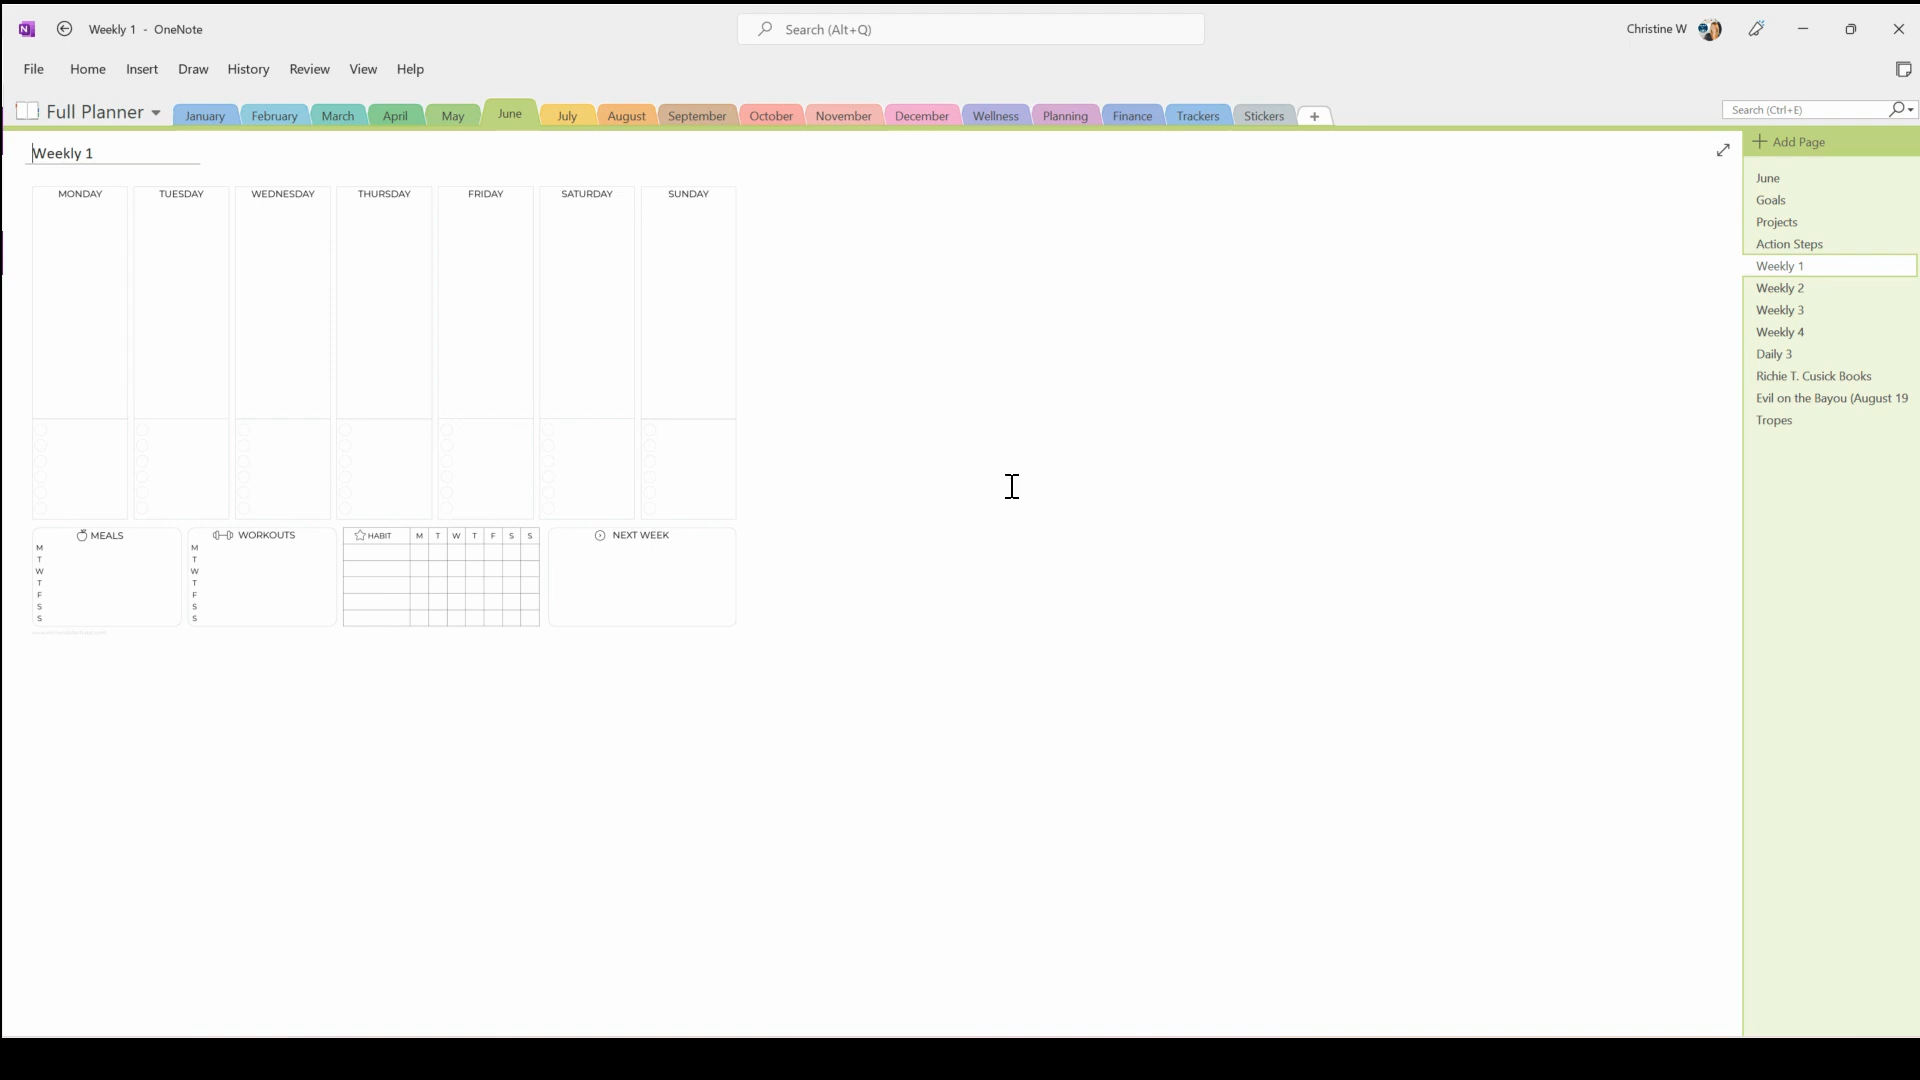 Weekly 1 - OneNote
Search (Alt+Q)
Christine W
File Home Insert Draw History Review View Help
Full Planner
January February March April May June July August September October November December Wellness Planning Finance Trackers Stickers +
Search (Ctrl+E)
Weekly 1
MONDAY TUESDAY WEDNESDAY THURSDAY FRIDAY SATURDAY SUNDAY
MEALS
M
T
W
T
F
S
S
WORKOUTS
M
T
W
T
F
S
S
HABIT M T W T F S S
NEXT WEEK
Add Page
June
Goals
Projects
Action Steps
Weekly 1
Weekly 2
Weekly 3
Weekly 4
Daily 3
Richie T. Cusick Books
Evil on the Bayou (August 19
Tropes